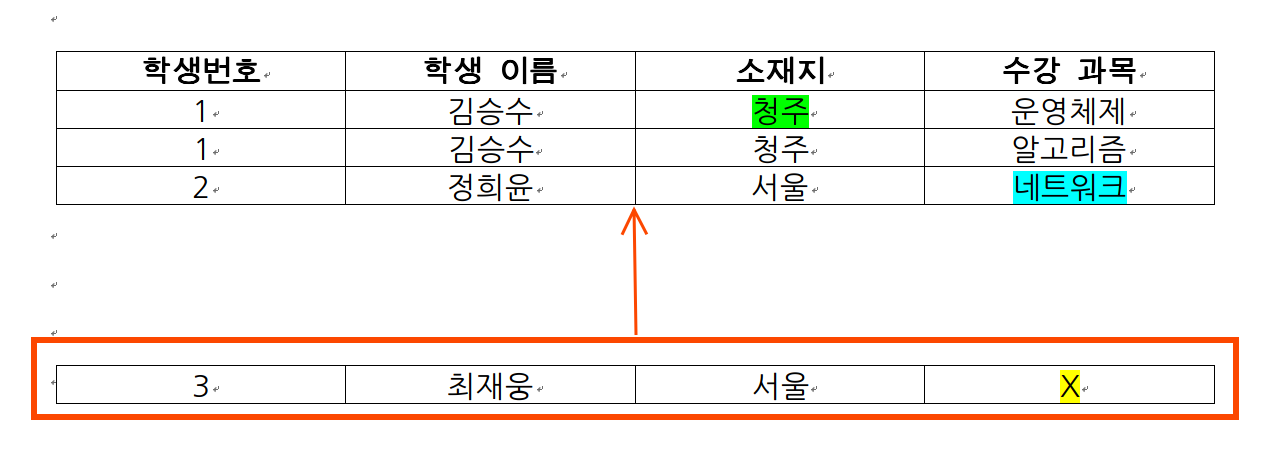 학생번호 학생 이름 소재지 수강 과목
1 김승수 청주 운영체제
1 김승수 청주 알고리즘
2 정희윤 서울 네트워크
3 최재웅 서울 X